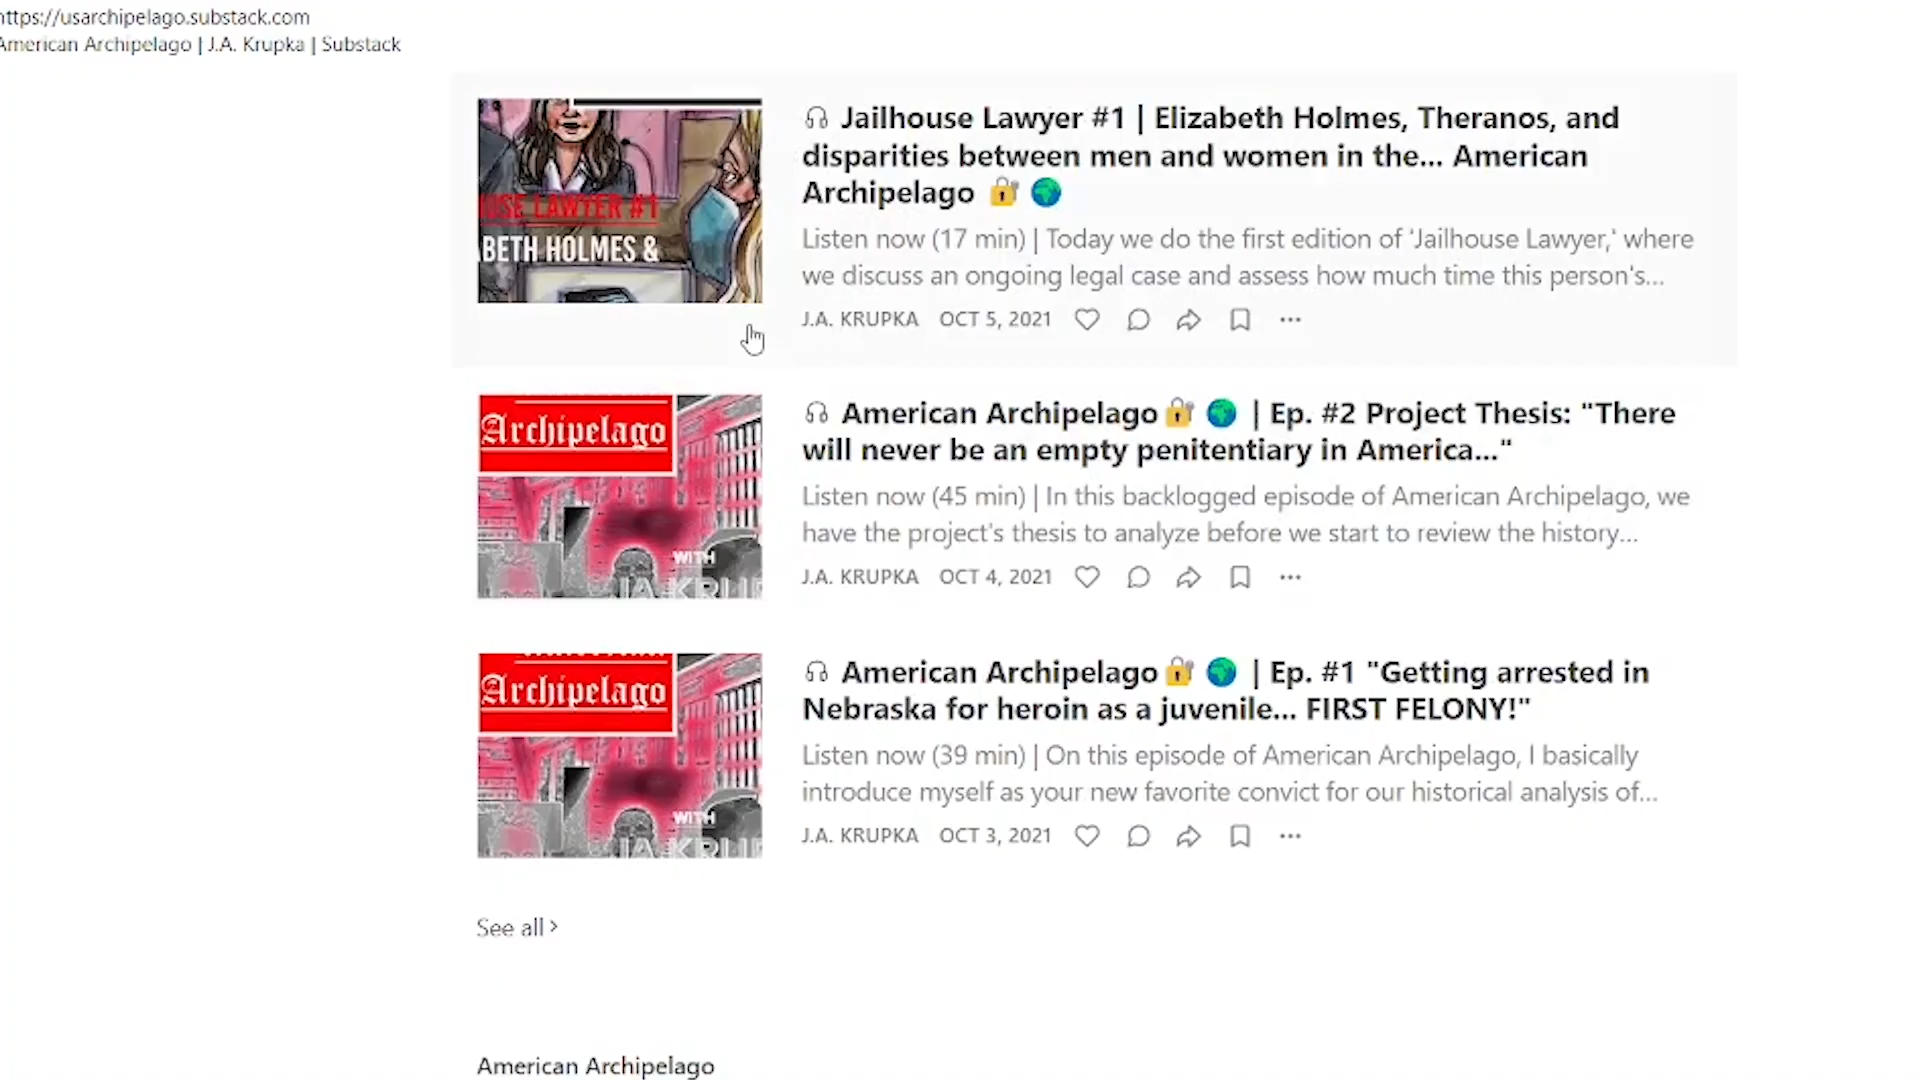 https://usarchipelago.substack.com
American Archipelago | J.A. Krupka | Substack
USE LAWYER #1
BETH HOLMES &
Jailhouse Lawyer #1 | Elizabeth Holmes, Theranos, and
disparities between men and women in the... American
Archipelago 🔐 🌍
Listen now (17 min) | Today we do the first edition of 'Jailhouse Lawyer,' where
we discuss an ongoing legal case and assess how much time this person's...
J.A. KRUPKA OCT 5, 2021
Archipelago
WITH
American Archipelago🔐 🌍 | Ep. #2 Project Thesis: "There
will never be an empty penitentiary in America..."
Listen now (45 min) | In this backlogged episode of American Archipelago, we
have the project's thesis to analyze before we start to review the history...
J.A. KRUPKA OCT 4, 2021
Archipelago
WITH
American Archipelago🔐 🌍 | Ep. #1 "Getting arrested in
Nebraska for heroin as a juvenile... FIRST FELONY!"
Listen now (39 min) | On this episode of American Archipelago, I basically
introduce myself as your new favorite convict for our historical analysis of...
J.A. KRUPKA OCT 3, 2021
See all ›
American Archipelago